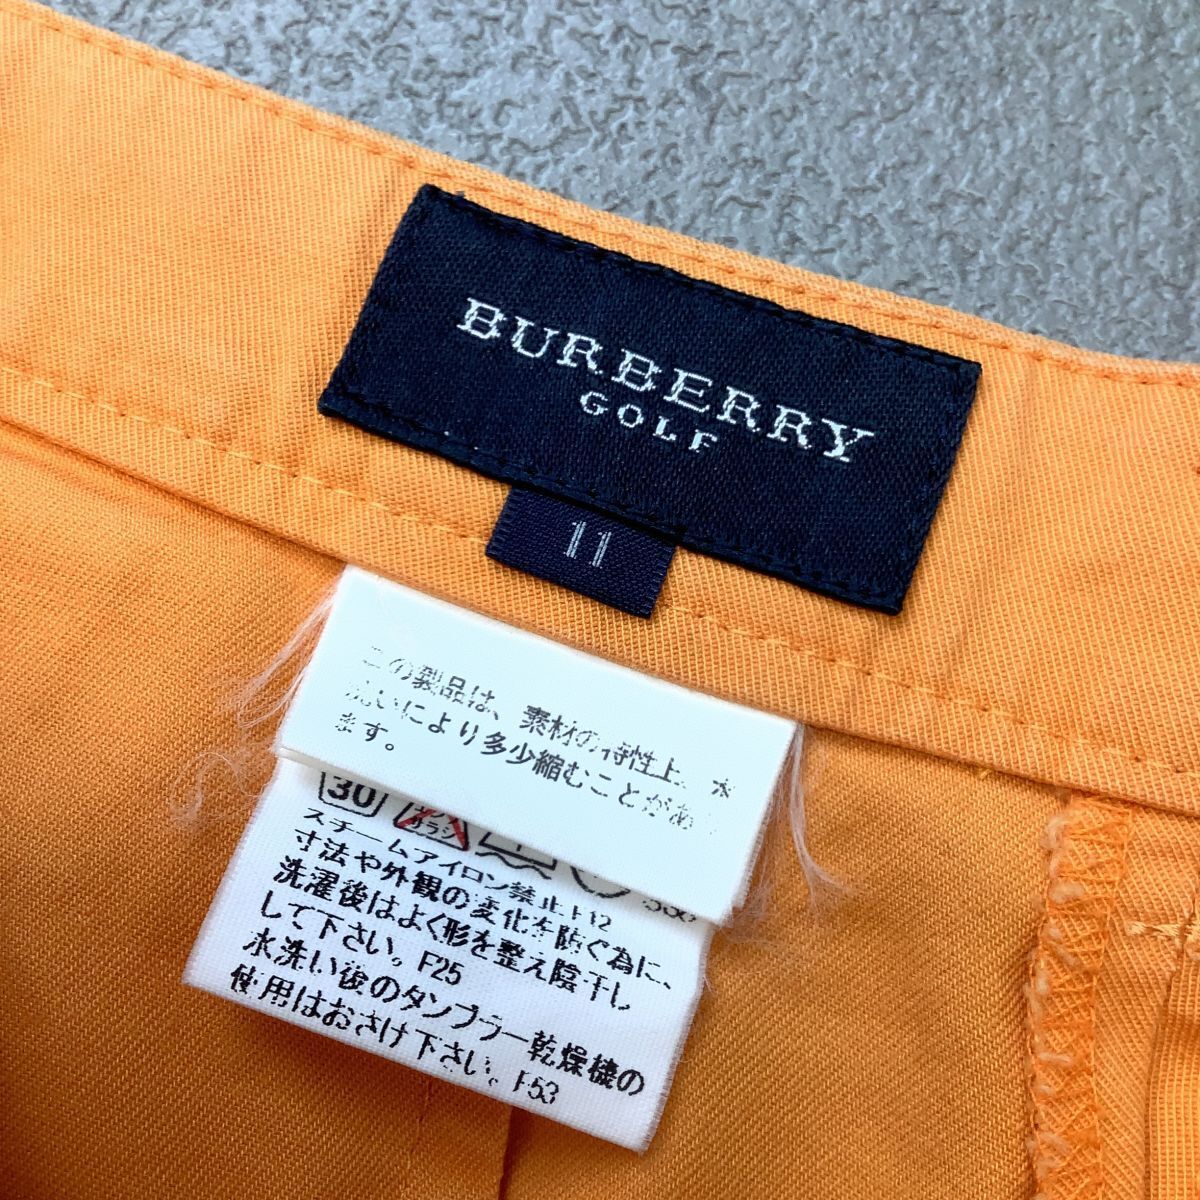 BURBERRY
GOLF
11
この製品は、素材の特性上、水
洗いにより多少縮むことがあり
ます。
30
スチームアイロン禁止 F12
寸法や外観の変化を防ぐ為に、
洗濯後はよく形を整え陰干し
して下さい。F25
水洗い後のタンブラー乾燥機の
使用はおさけ下さい。F53